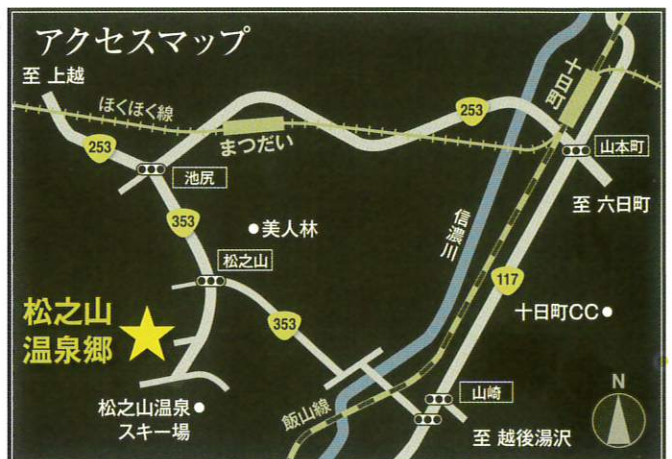 アクセスマップ
至 上越
ほくほく線
253
十日町
253
まつだい
山本町
池尻
至 六日町
353
美人林
信濃川
松之山
117
松之山
温泉郷
353
十日町CC
松之山温泉
スキー場
飯山線
山崎
至 越後湯沢
N